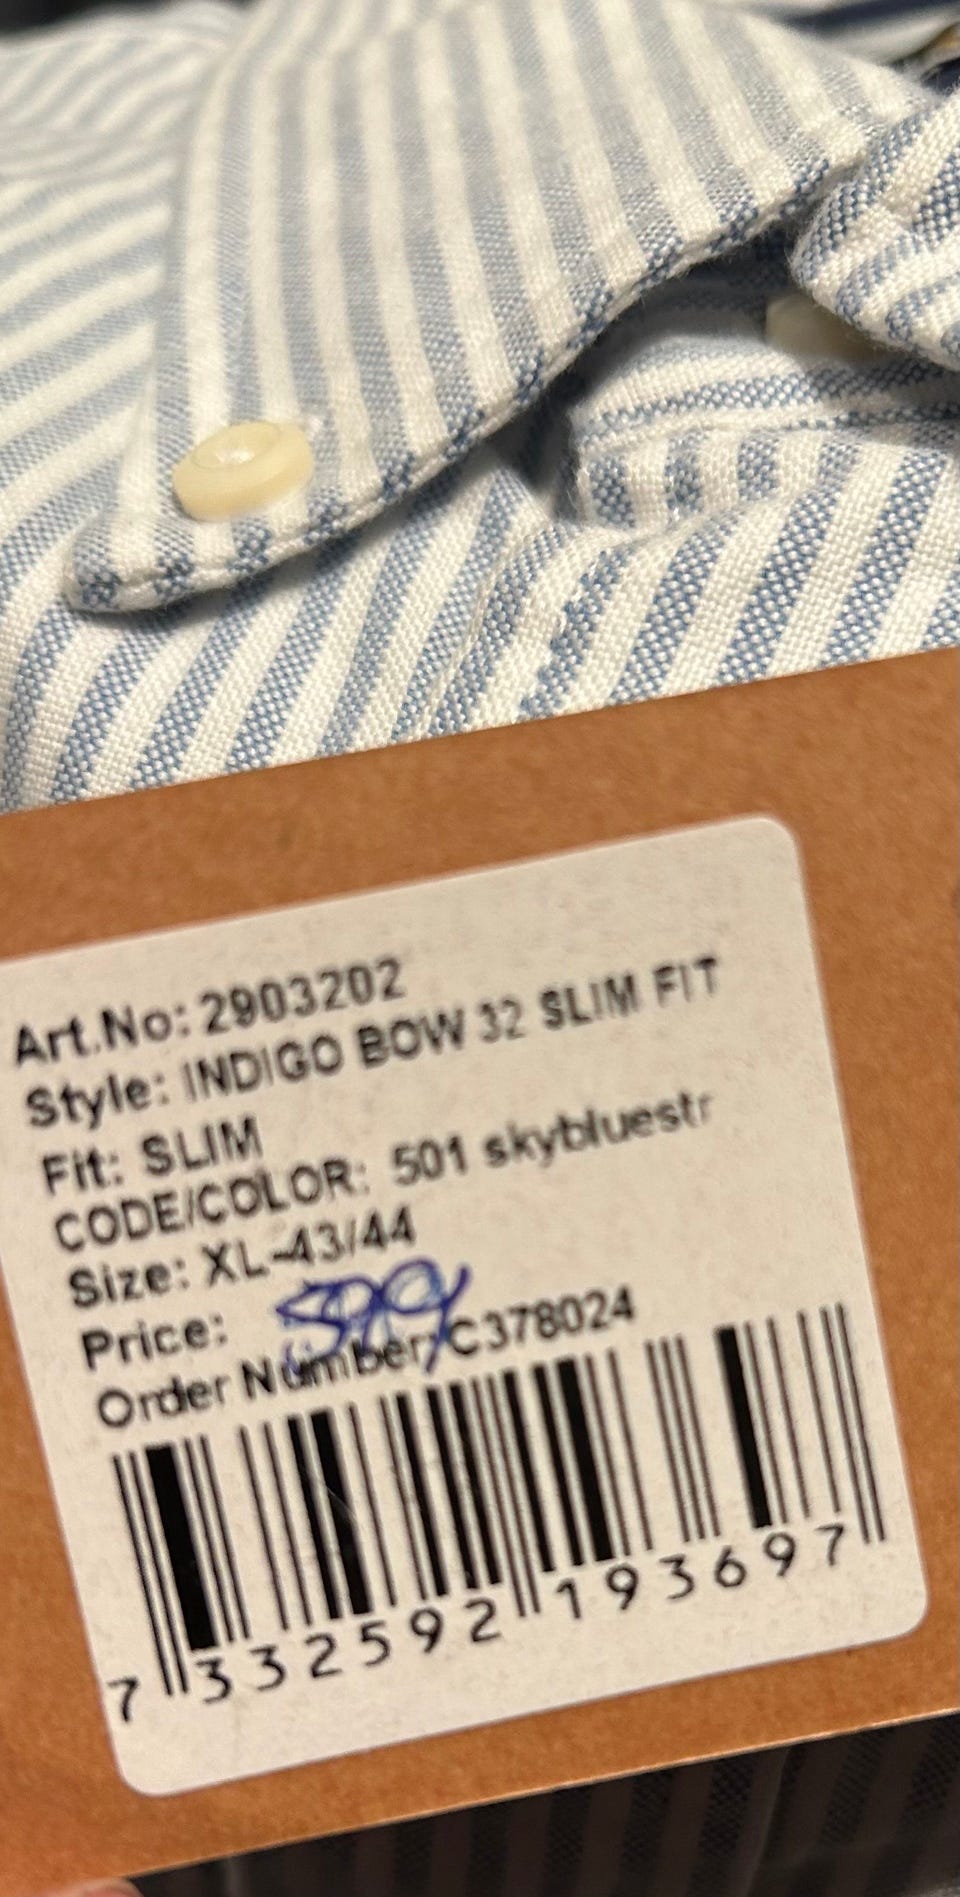 Art.No: 2903202
Style: INDIGO BOW 32 SLIM FIT
Fit: SLIM
CODE/COLOR: 501 skybluestr
Size: XL-43/44
Price: 599
Order Number: C378024
7 332592 193697